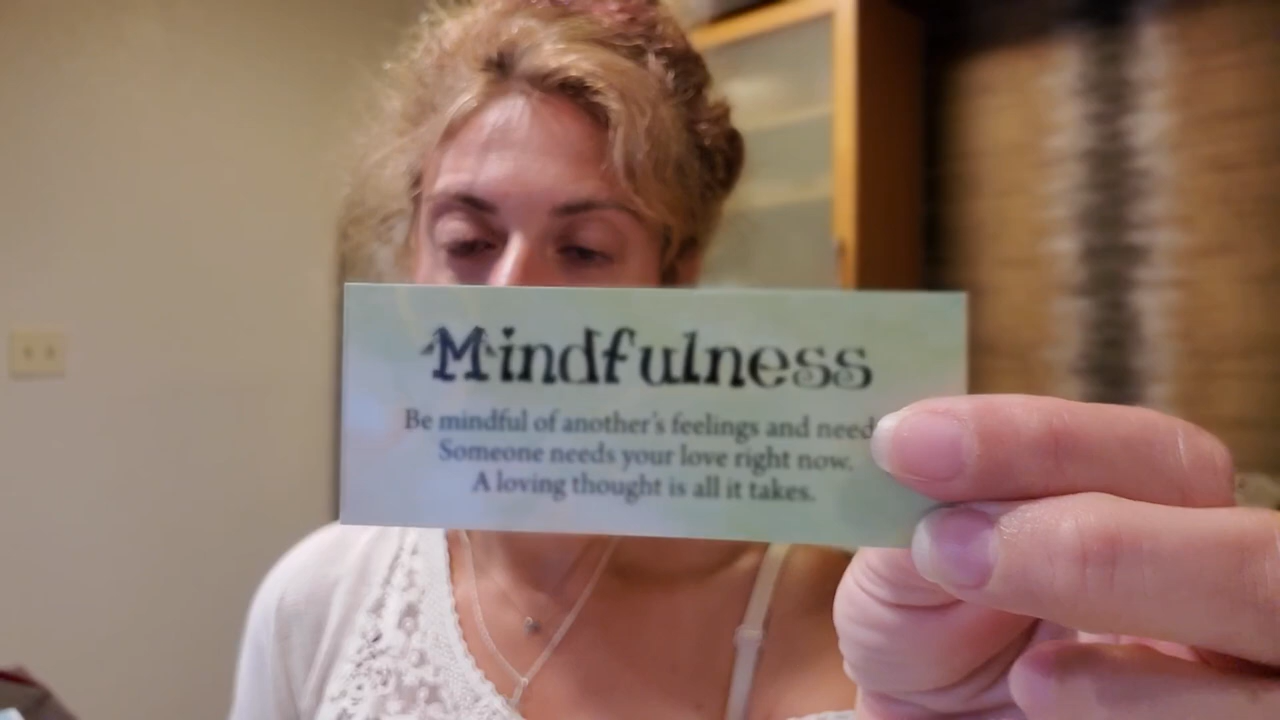 Mindfulness
Be mindful of another's feelings and need
Someone needs your love right now.
A loving thought is all it takes.